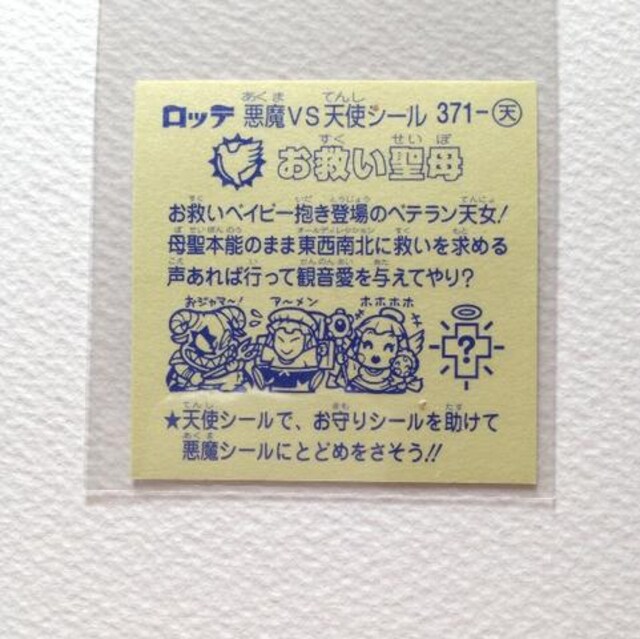 ロッテ 悪魔VS天使シール 371-天
お救い聖母
お救いベイビー抱き登場のベテラン天女!
母聖本能のまま東西南北に救いを求める
声あれば行って観音愛を与えてやり?
おジャマ〜! ア〜メン ホホホホ
?
★天使シールで、お守りシールを助けて
悪魔シールにとどめをさそう!!